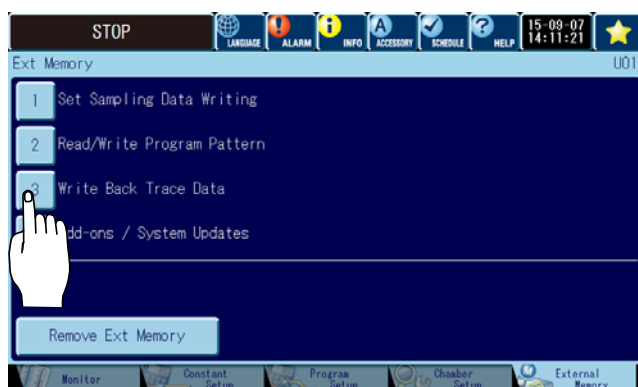 STOP
LANGUAGE
ALARM
INFO
ACCESSORY
SCHEDULE
HELP
15-09-07
14:11:21
Ext Memory
U01
1 Set Sampling Data Writing
2 Read/Write Program Pattern
3 Write Back Trace Data
dd-ons / System Updates
Remove Ext Memory
Monitor
Constant
Setup
Program
Setup
Chamber
Setup
External
Memory